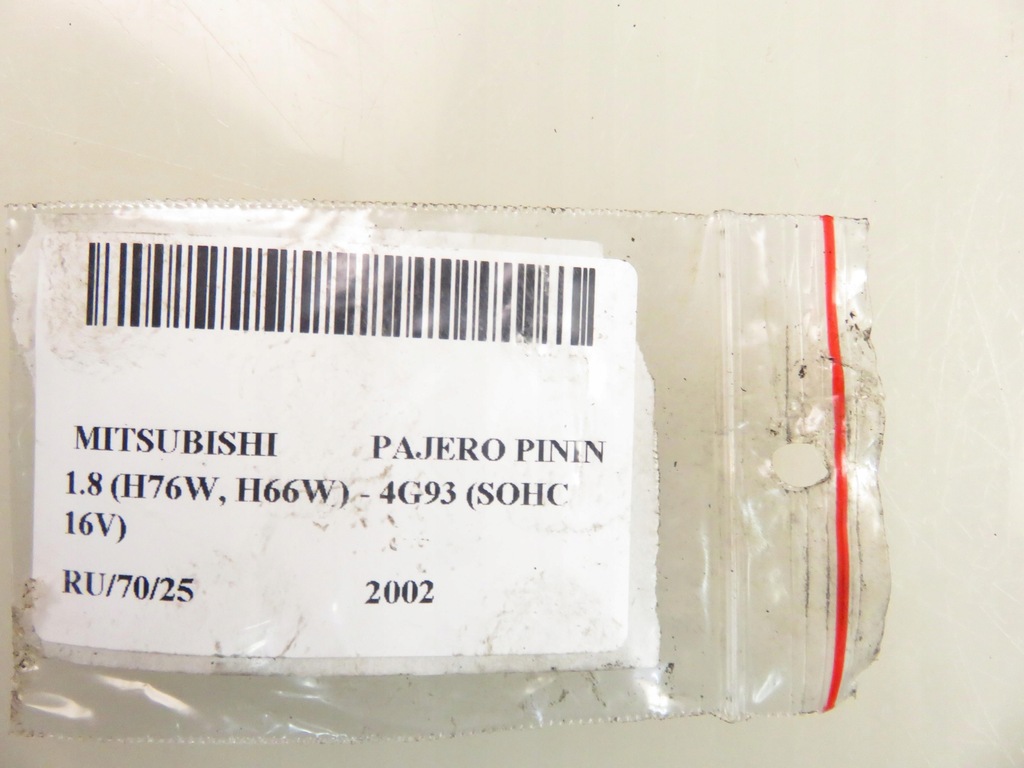 MITSUBISHI PAJERO PININ
1.8 (H76W, H66W) - 4G93 (SOHC
16V)
RU/70/25 2002